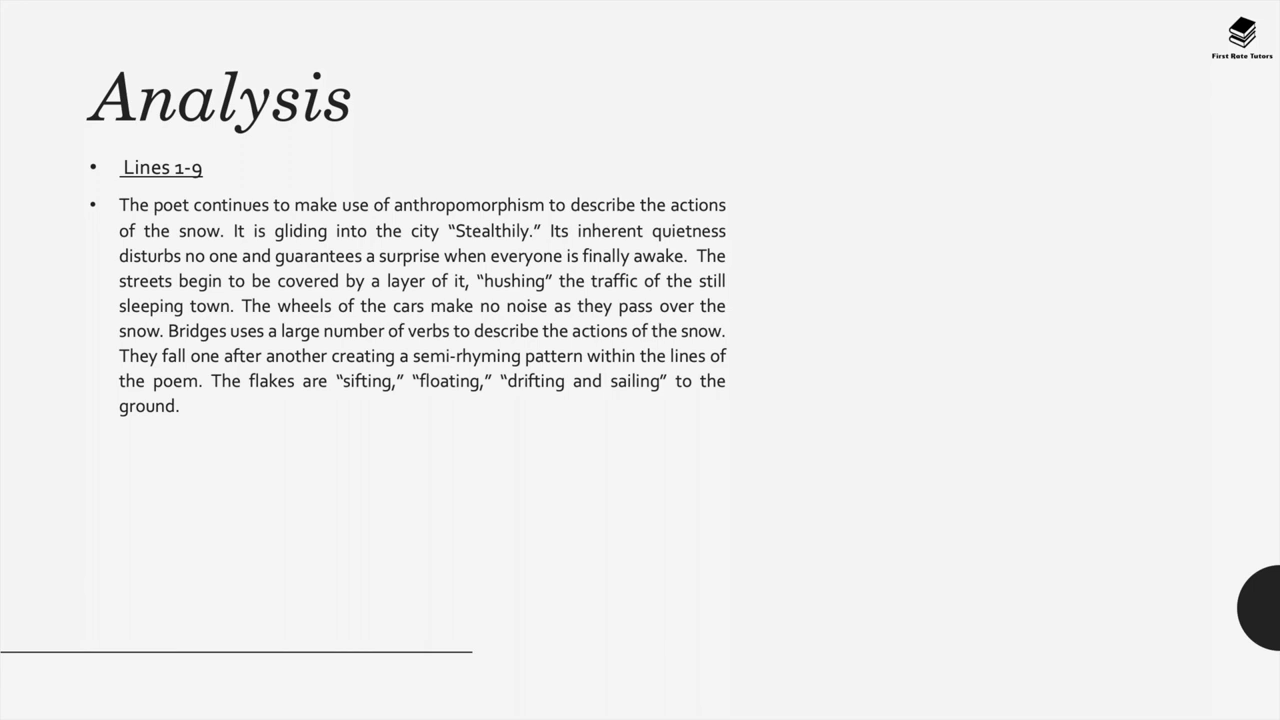 First Rate Tutors
Analysis
• Lines 1-9
• The poet continues to make use of anthropomorphism to describe the actions
of the snow. It is gliding into the city “Stealthily.” Its inherent quietness
disturbs no one and guarantees a surprise when everyone is finally awake. The
streets begin to be covered by a layer of it, “hushing” the traffic of the still
sleeping town. The wheels of the cars make no noise as they pass over the
snow. Bridges uses a large number of verbs to describe the actions of the snow.
They fall one after another creating a semi-rhyming pattern within the lines of
the poem. The flakes are “sifting,” “floating,” “drifting and sailing” to the
ground.